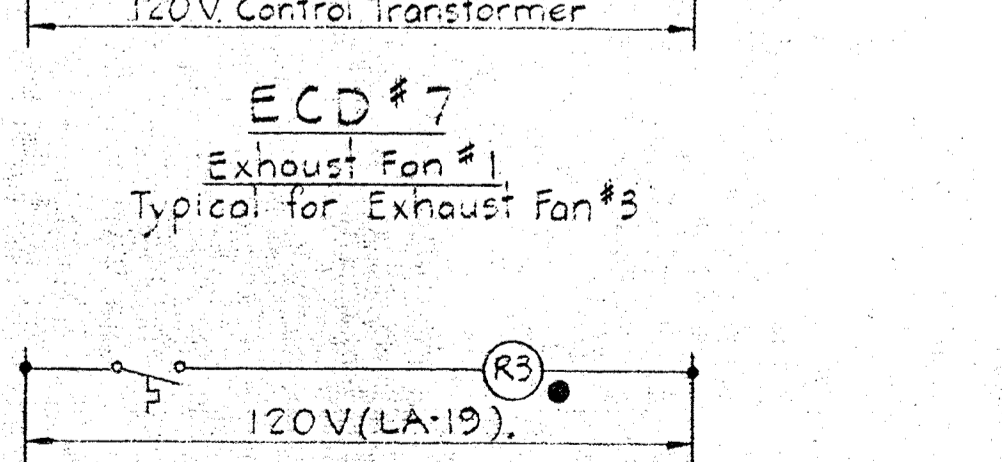 120V. Control Transformer
ECD #7
Exhaust Fan #1
Typical for Exhaust Fan #3
R3
120V(LA-19).